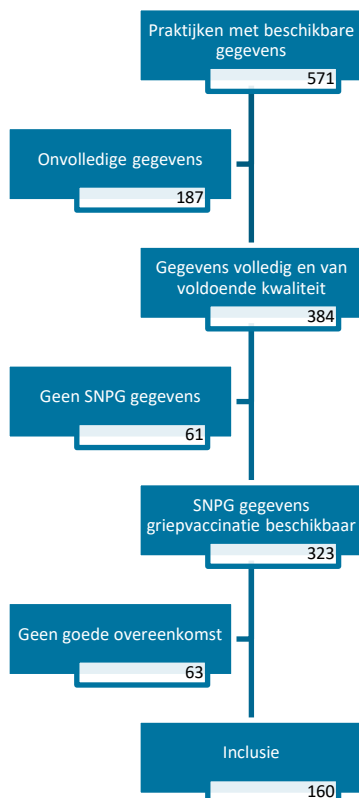 Praktijken met beschikbare
gegevens
571
Onvolledige gegevens
187
Gegevens volledig en van
voldoende kwaliteit
384
Geen SNPG gegevens
61
SNPG gegevens
griepvaccinatie beschikbaar
323
Geen goede overeenkomst
63
Inclusie
160